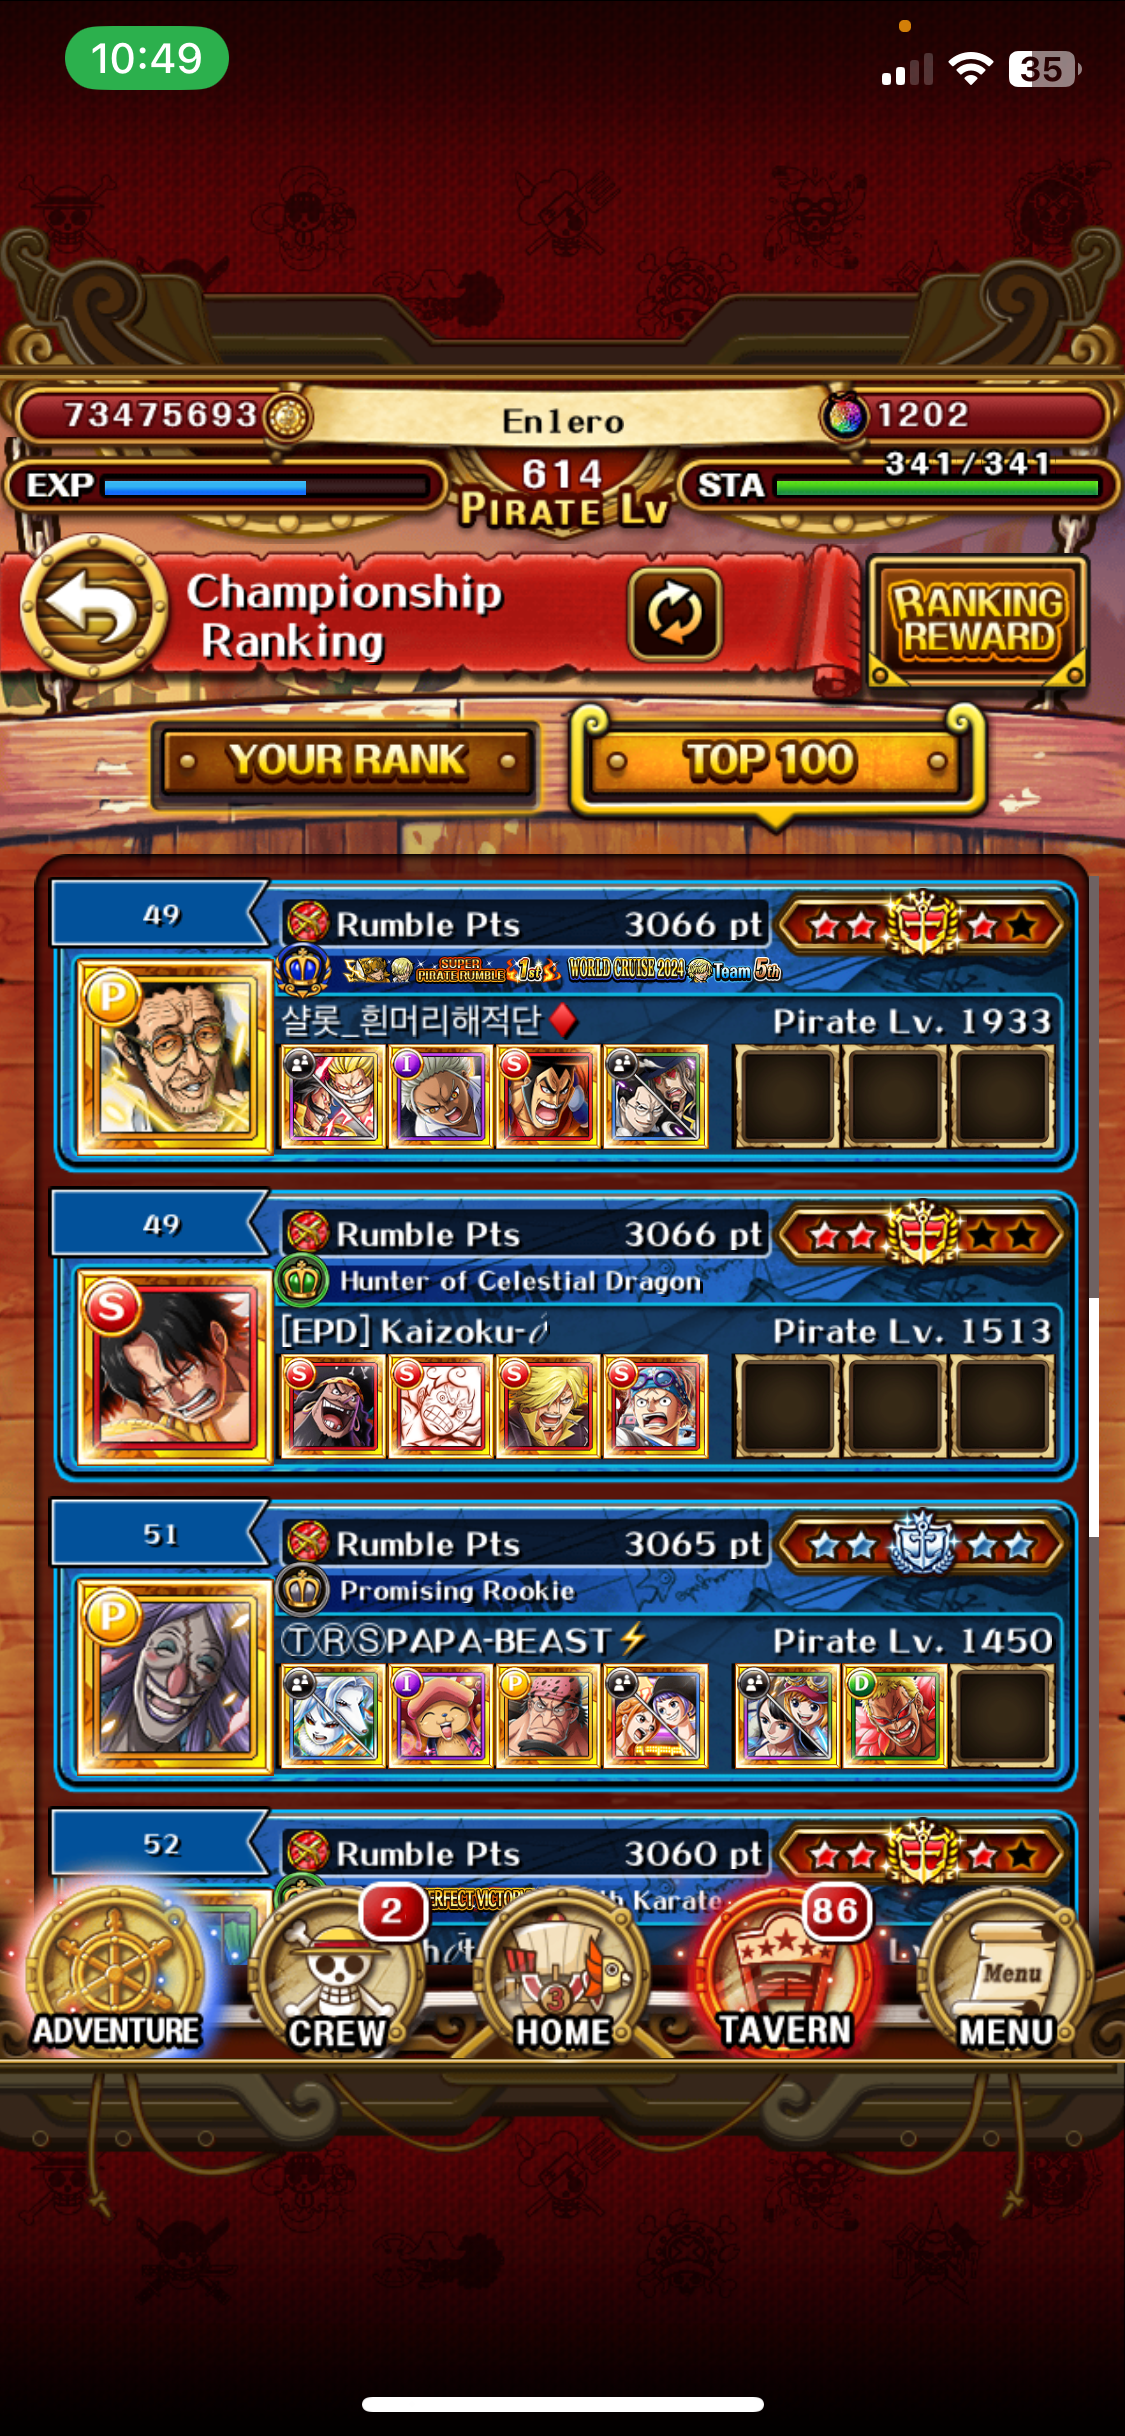 10:49
35
73475693
En1ero
1202
EXP
614
PIRATE Lv
STA
341/341
Championship
Ranking
RANKING
REWARD
YOUR RANK
TOP 100
49
Rumble Pts 3066 pt
SUPER PIRATE RUMBLE 1st WORLD CRUISE 2024 Team 5th
샬롯_흰머리해적단♦ Pirate Lv. 1933
P
I
S
49
Rumble Pts 3066 pt
Hunter of Celestial Dragon
S
[EPD] Kaizoku- Pirate Lv. 1513
S S S S
51
Rumble Pts 3065 pt
Promising Rookie
P
ⓉⓇⓈPAPA-BEAST⚡ Pirate Lv. 1450
I P D
52
Rumble Pts 3060 pt
Karate
2
86
3
Menu
ADVENTURE
CREW
HOME
TAVERN
MENU